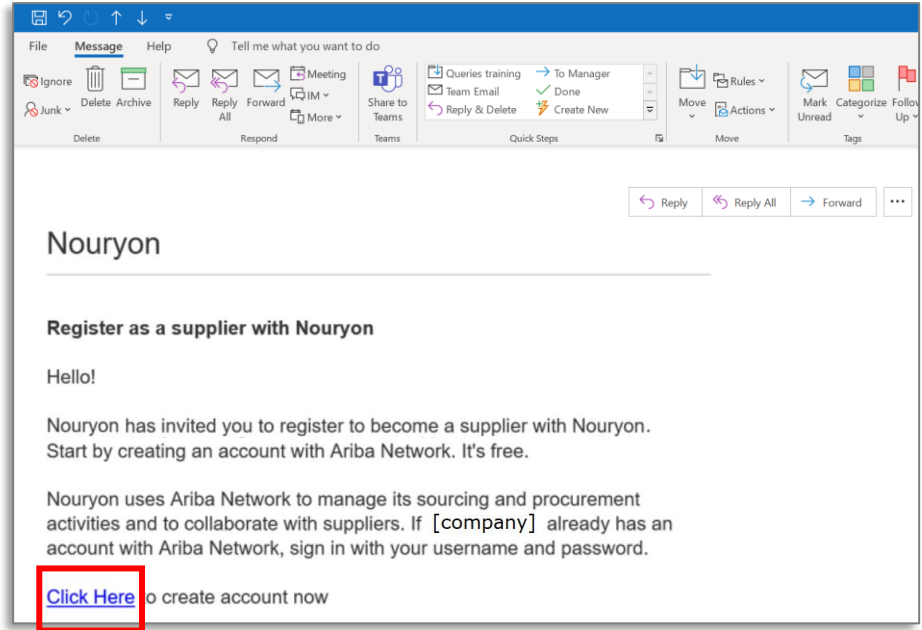 File Message Help Tell me what you want to do
Ignore
Junk
Delete Archive
Delete
Reply Reply All Forward
Meeting
IM
More
Respond
Share to Teams
Teams
Queries training To Manager
Team Email Done
Reply & Delete Create New
Quick Steps
Move
Rules
Actions
Move
Mark Unread Categorize Follow Up
Tags
Reply Reply All Forward
Nouryon
Register as a supplier with Nouryon
Hello!
Nouryon has invited you to register to become a supplier with Nouryon.
Start by creating an account with Ariba Network. It's free.
Nouryon uses Ariba Network to manage its sourcing and procurement
activities and to collaborate with suppliers. If [company] already has an
account with Ariba Network, sign in with your username and password.
Click Here to create account now